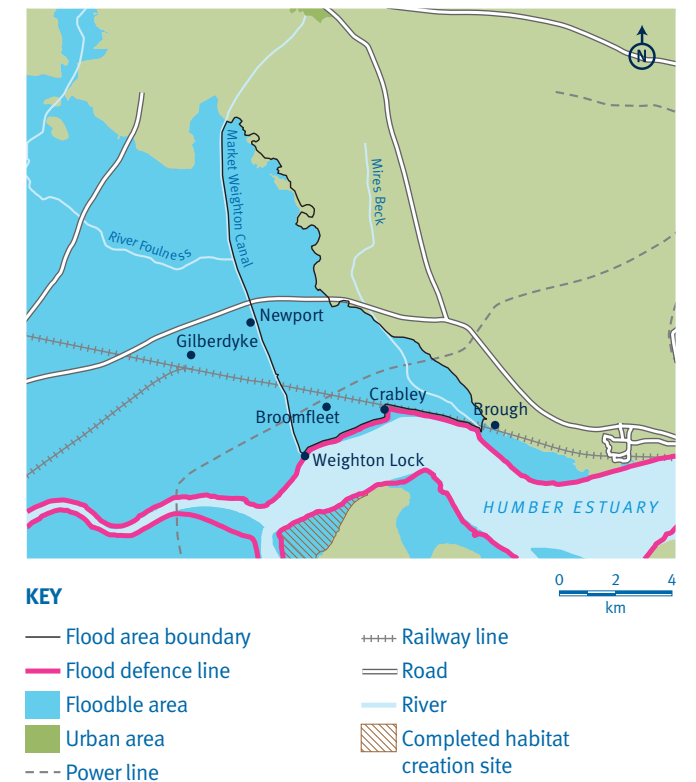 N
Market Weighton Canal
Mires Beck
River Foulness
Newport
Gilberdyke
Crabley
Broomfleet
Brough
Weighton Lock
HUMBER ESTUARY
0 2 4
km
KEY
Flood area boundary
Flood defence line
Floodble area
Urban area
Power line
Railway line
Road
River
Completed habitat
creation site